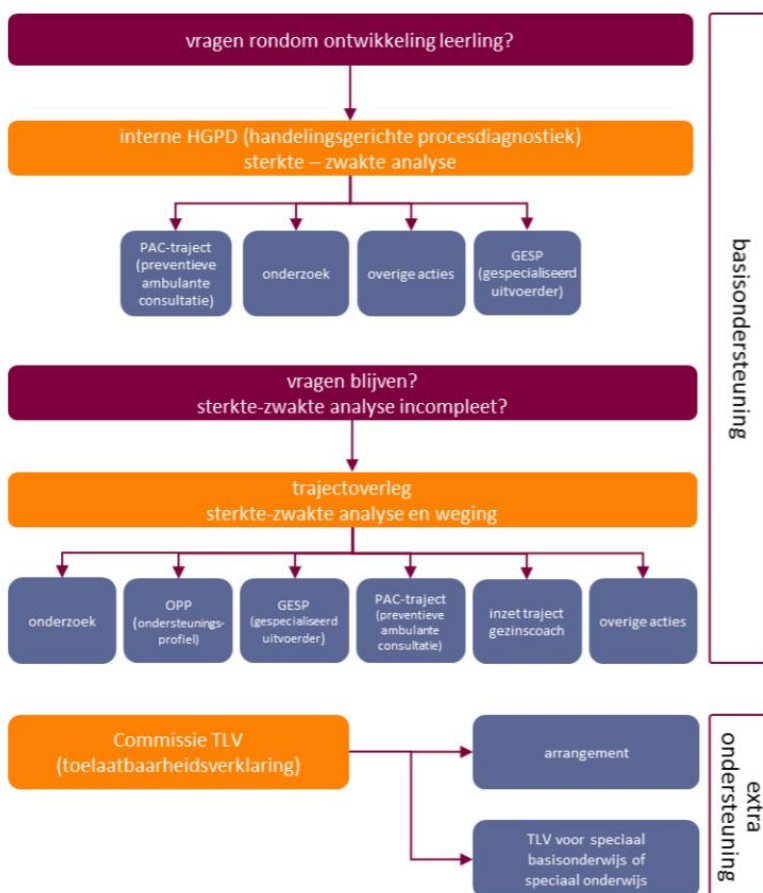 vragen rondom ontwikkeling leerling?
interne HGPD (handelingsgerichte procesdiagnostiek)
sterkte – zwakte analyse
PAC-traject
(preventieve
ambulante
consultatie)
onderzoek
overige acties
GESP
(gespecialiseerd
uitvoerder)
vragen blijven?
sterkte-zwakte analyse incompleet?
trajectoverleg
sterkte-zwakte analyse en weging
onderzoek
OPP
(ondersteunings-
profiel)
GESP
(gespecialiseerd
uitvoerder)
PAC-traject
(preventieve
ambulante
consultatie)
inzet traject
gezinscoach
overige acties
basisondersteuning
Commissie TLV
(toelaatbaarheidsverklaring)
arrangement
TLV voor speciaal
basisonderwijs of
speciaal onderwijs
extra
ondersteuning